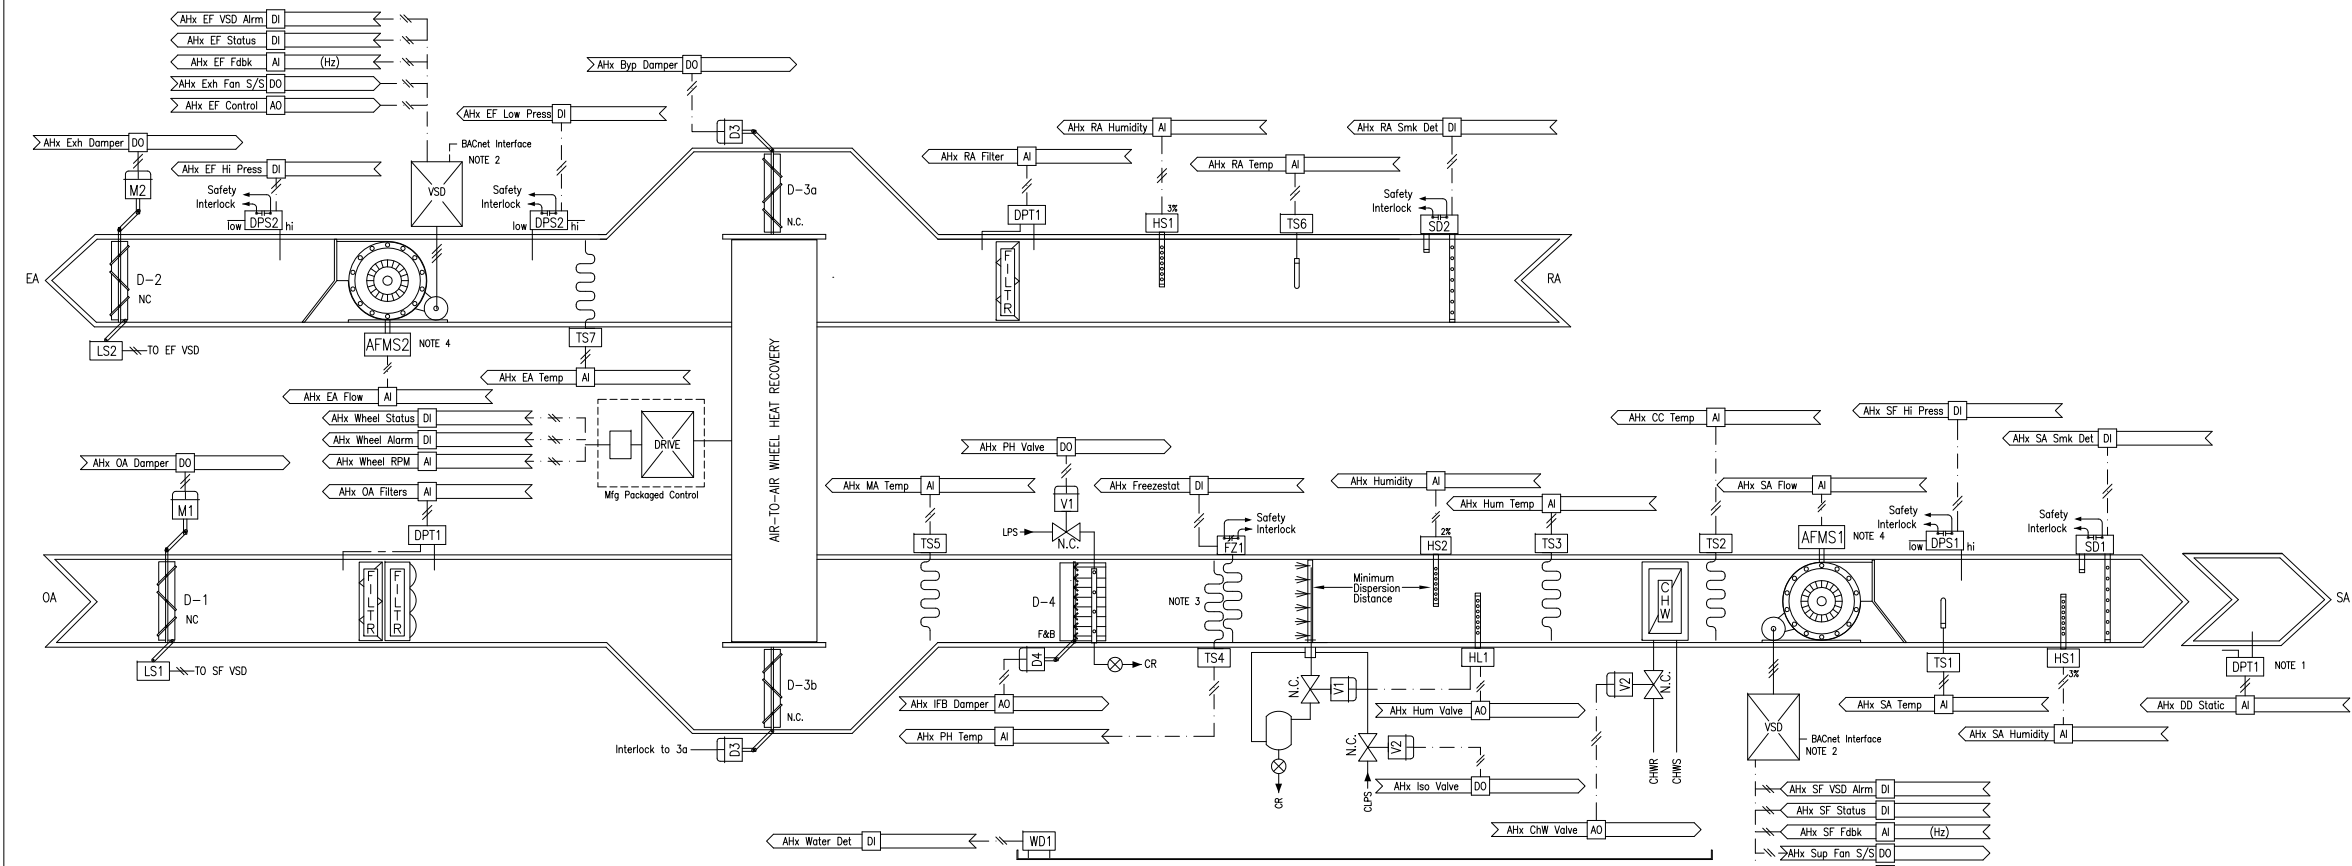 AHx EF VSD Alrm DI
AHx EF Status DI
AHx EF Fdbk AI (Hz)
AHx Exh Fan S/S DO
AHx EF Control AO
AHx Byp Damper DO
D3
AHx EF Low Press DI
AHx Exh Damper DO
M2
AHx EF Hi Press DI
Safety
Interlock
low DPS2 hi
BACnet Interface
NOTE 2
VSD
Safety
Interlock
low DPS2 hi
D-3a
N.C.
AHx RA Filter AI
DPT1
AHx RA Humidity AI
3%
HS1
AHx RA Temp AI
TS6
AHx RA Smk Det DI
Safety
Interlock
SD2
EA
D-2
NC
FILTR
RA
LS2
TO EF VSD
AFMS2
NOTE 4
TS7
AHx EA Temp AI
AHx EA Flow AI
AHx Wheel Status DI
AHx Wheel Alarm DI
AHx Wheel RPM AI
DRIVE
Mfg Packaged Control
AIR-TO-AIR WHEEL HEAT RECOVERY
AHx OA Damper DO
M1
AHx OA Filters AI
DPT1
AHx MA Temp AI
TS5
AHx PH Valve DO
V1
LPS
N.C.
AHx Freezestat DI
Safety
Interlock
FZ1
AHx Humidity AI
2%
HS2
AHx Hum Temp AI
TS3
AHx CC Temp AI
TS2
AHx SA Flow AI
AFMS1
NOTE 4
AHx SF Hi Press DI
Safety
Interlock
low DPS1 hi
AHx SA Smk Det DI
Safety
Interlock
SD1
OA
D-1
NC
FILTR
FILTR
D-4
F&B
NOTE 3
Minimum
Dispersion
Distance
CHW
SA
LS1
TO SF VSD
D-3b
N.C.
Interlock to 3a
D3
D4
CR
AHx IFB Damper AO
TS4
AHx PH Temp AI
N.C.
V1
HL1
AHx Hum Valve AO
N.C.
V2
AHx Iso Valve DO
CR
CLPS
V2
N.C.
CHWR
CHWS
AHx ChW Valve AO
VSD
BACnet Interface
NOTE 2
TS1
AHx SA Temp AI
HS1
3%
AHx SA Humidity AI
DPT1
NOTE 1
AHx DD Static AI
AHx Water Det DI
WD1
AHx SF VSD Alrm DI
AHx SF Status DI
AHx SF Fdbk AI (Hz)
AHx Sup Fan S/S DO